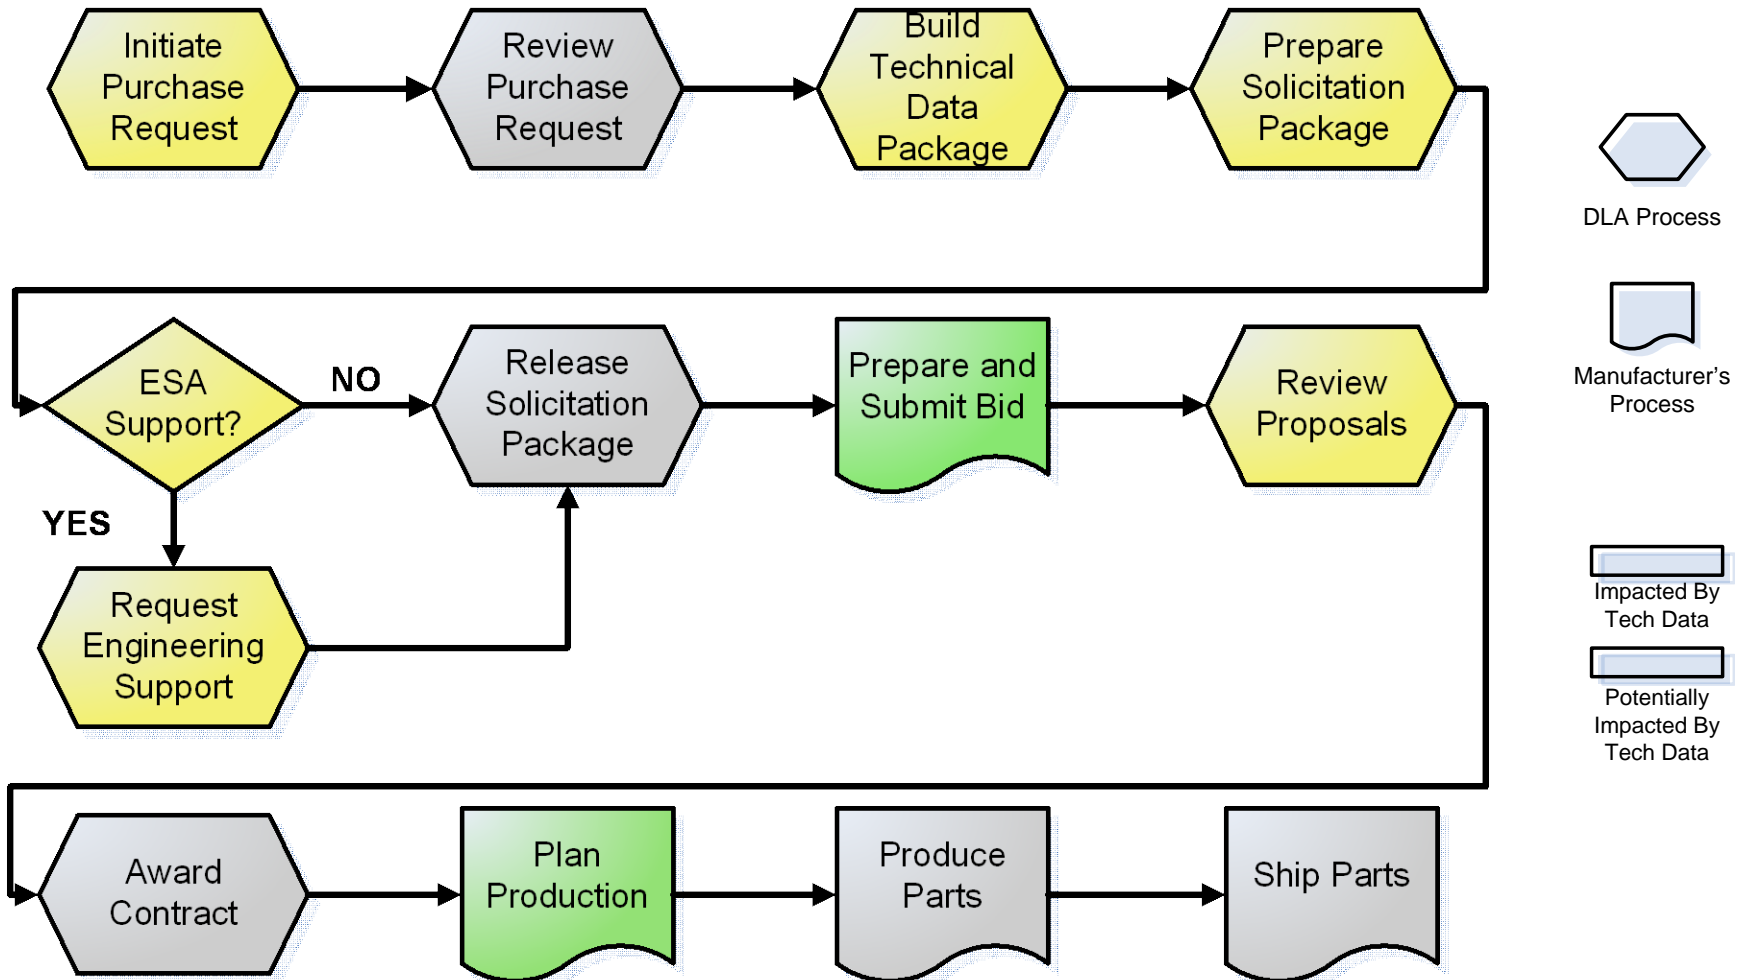 Initiate
Purchase
Request
Review
Purchase
Request
Build
Technical
Data
Package
Prepare
Solicitation
Package
DLA Process
Manufacturer's
Process
ESA
Support?
NO
YES
Release
Solicitation
Package
Prepare and
Submit Bid
Review
Proposals
Request
Engineering
Support
Impacted By
Tech Data
Potentially
Impacted By
Tech Data
Award
Contract
Plan
Production
Produce
Parts
Ship Parts